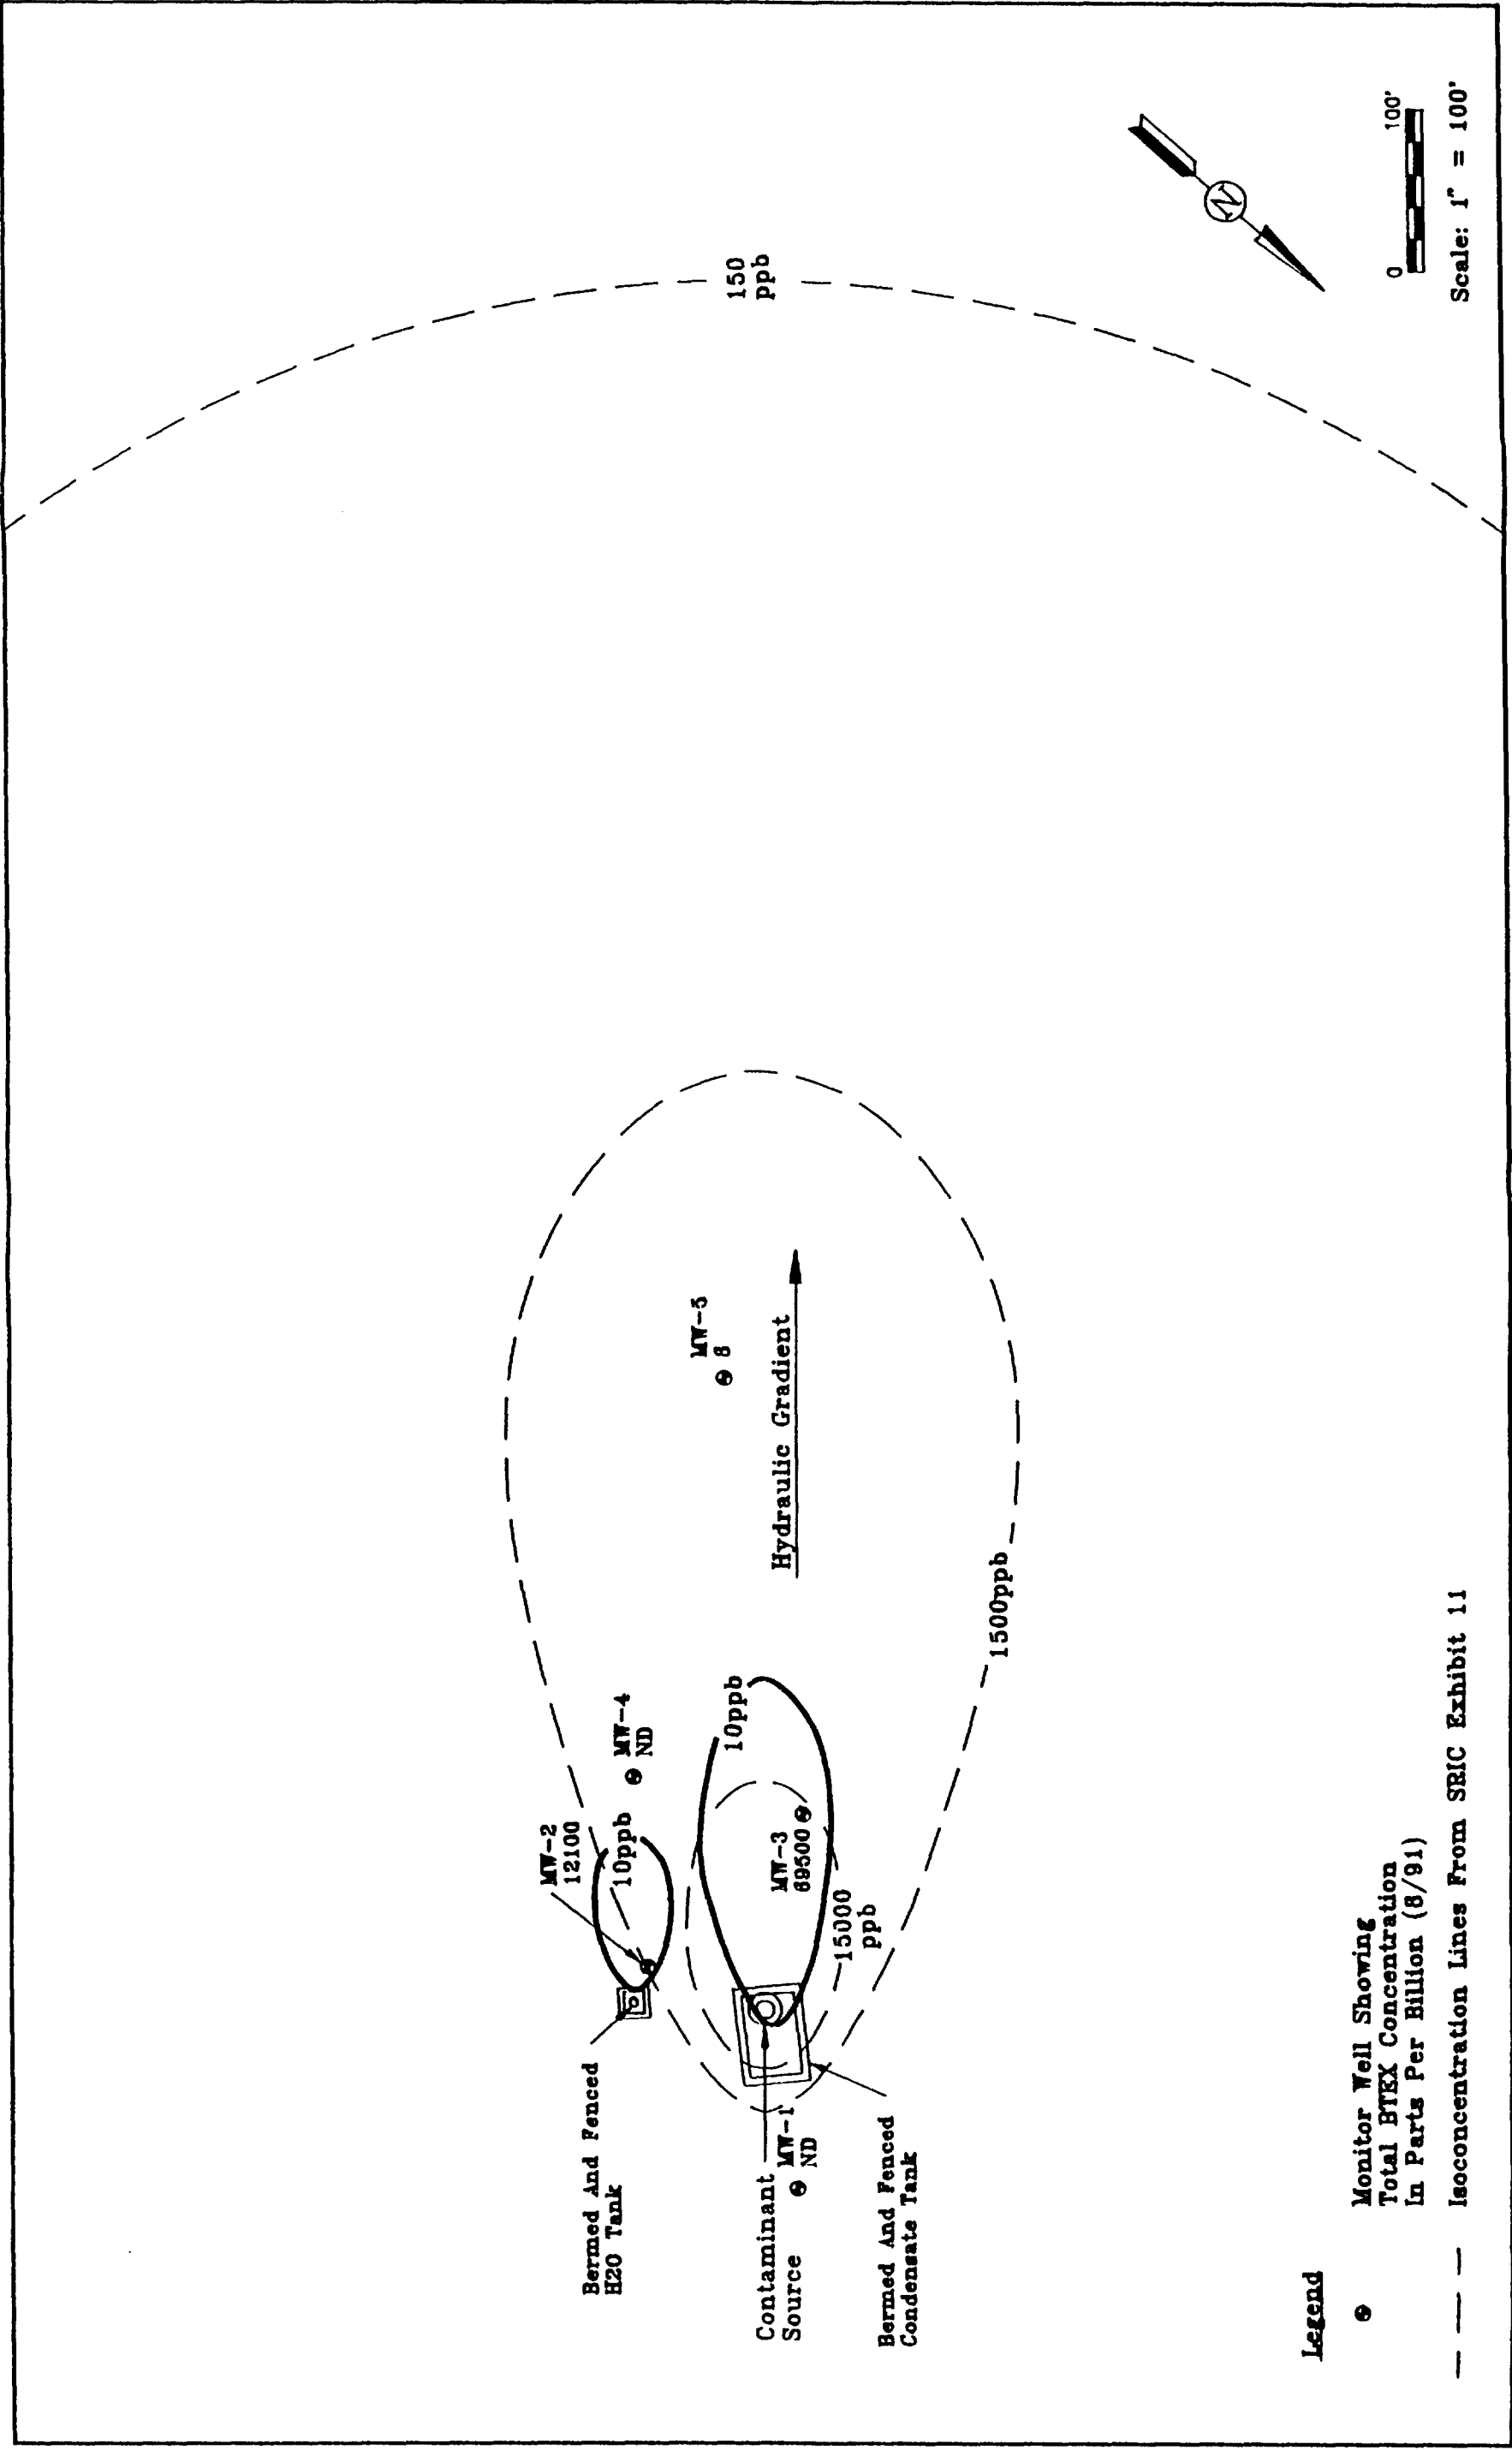 MW-2
12100
Bermed And Fenced
H20 Tank
10ppb
MW-4
ND
MW-5
8
10ppb
150
ppb
Contaminant
Source
MW-1
ND
MW-3
69500
Hydraulic Gradient
15000
ppb
Bermed And Fenced
Condensate Tank
1500ppb
N
Legend
Monitor Well Showing
Total BTEX Concentration
In Parts Per Billion (8/91)
Isoconcentration Lines From SRIC Exhibit 11
0 100'
Scale: 1" = 100'